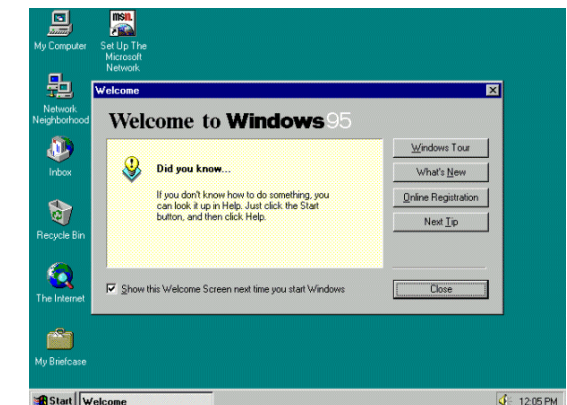 My Computer
msn.
Set Up The
Microsoft
Network
Network
Neighborhood
Inbox
Recycle Bin
The Internet
My Briefcase
Welcome
Welcome to Windows95
Did you know...
If you don't know how to do something, you
can look it up in Help. Just click the Start
button, and then click Help.
Windows Tour
What's New
Online Registration
Next Tip
Show this Welcome Screen next time you start Windows
Close
Start
Welcome
12:05 PM